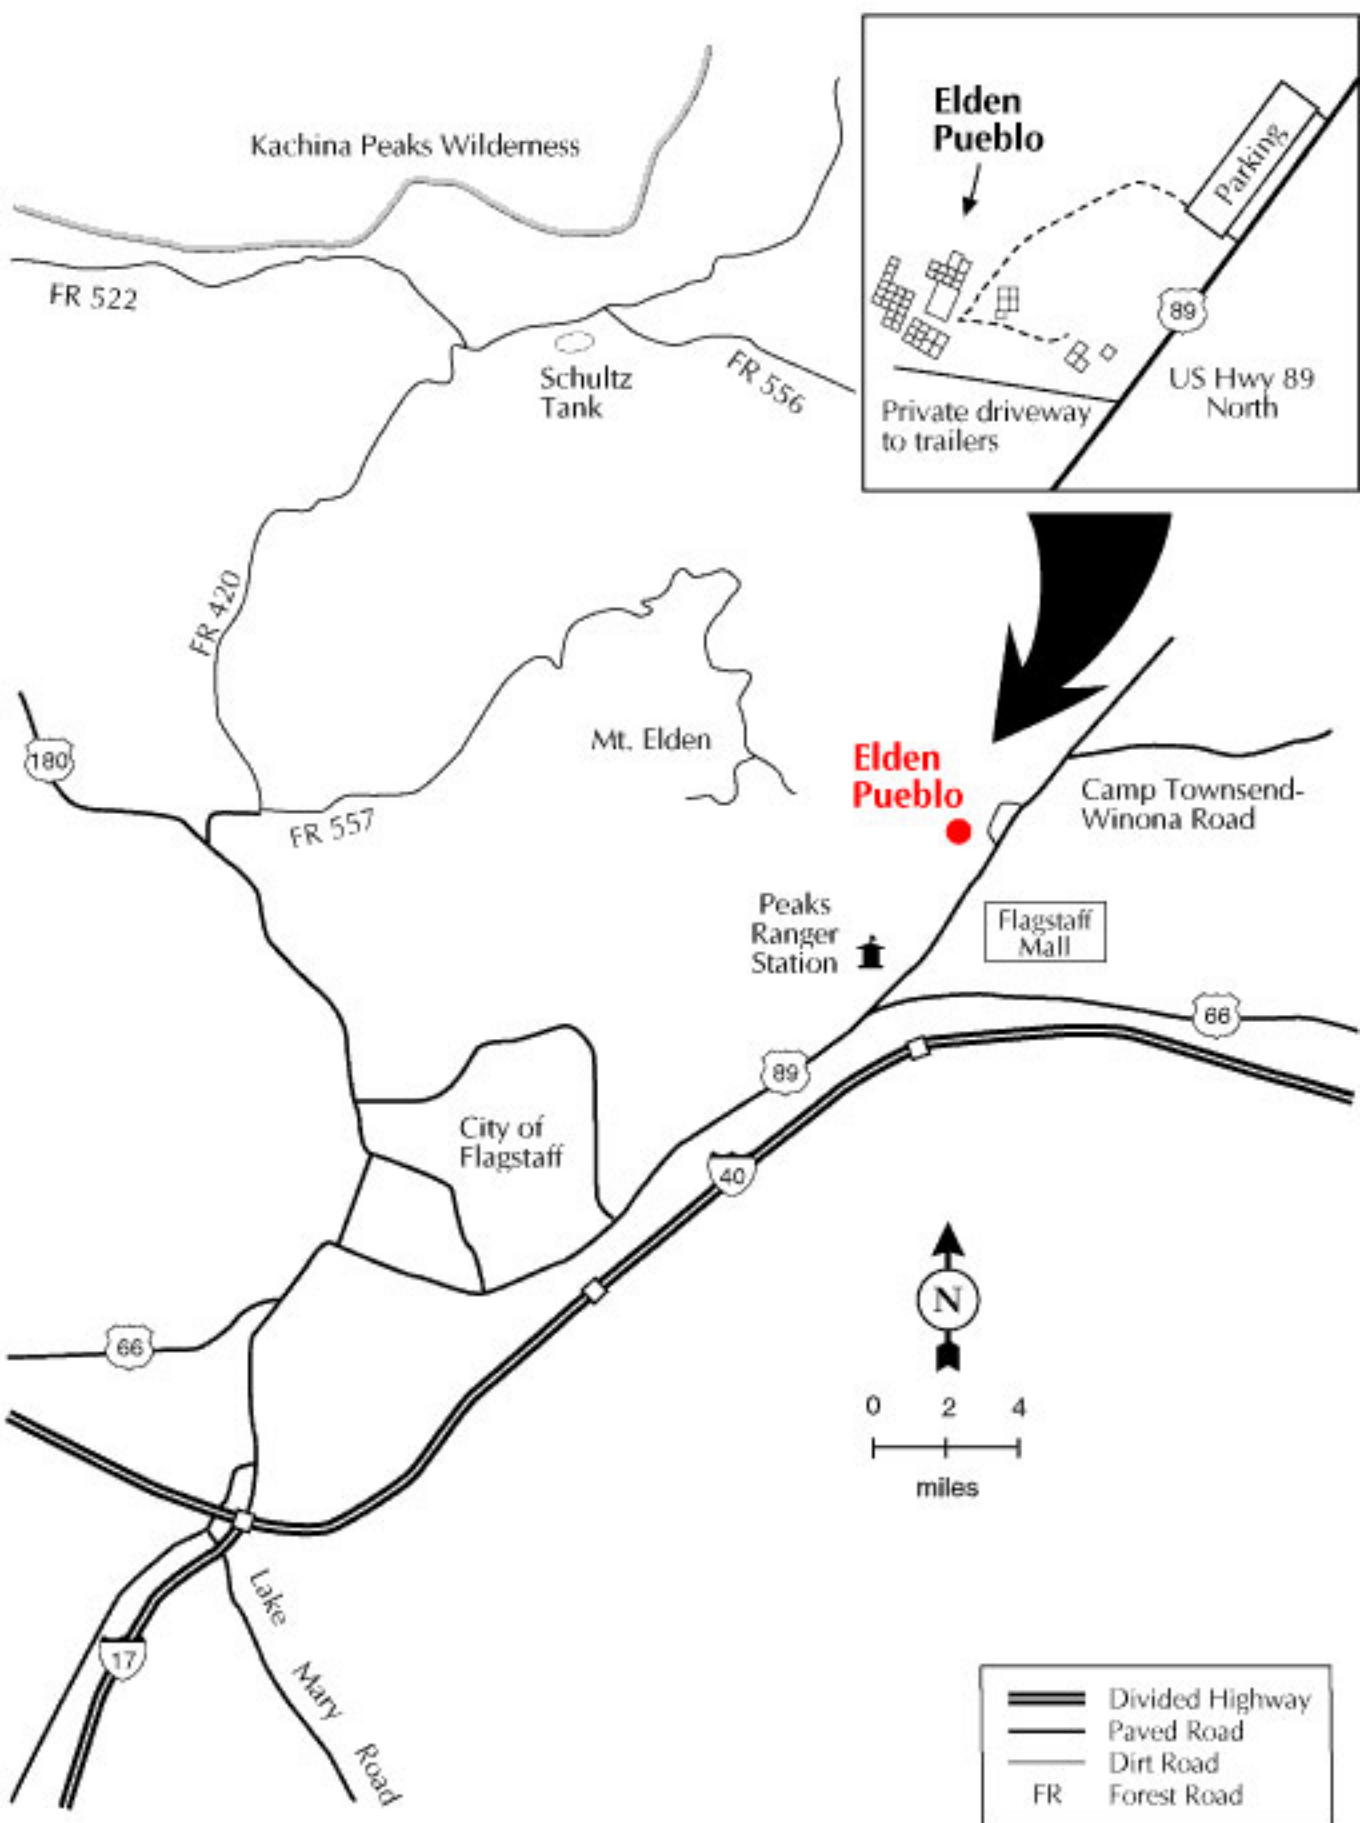 Kachina Peaks Wilderness
FR 522
Schultz
Tank
FR 556
Elden
Pueblo
Parking
89
US Hwy 89
North
Private driveway
to trailers
FR 420
180
Mt. Elden
FR 557
Elden
Pueblo
Camp Townsend-
Winona Road
Peaks
Ranger
Station
Flagstaff
Mall
66
89
City of
Flagstaff
40
N
66
0 2 4
miles
Lake Mary Road
17
Divided Highway
Paved Road
Dirt Road
FR Forest Road